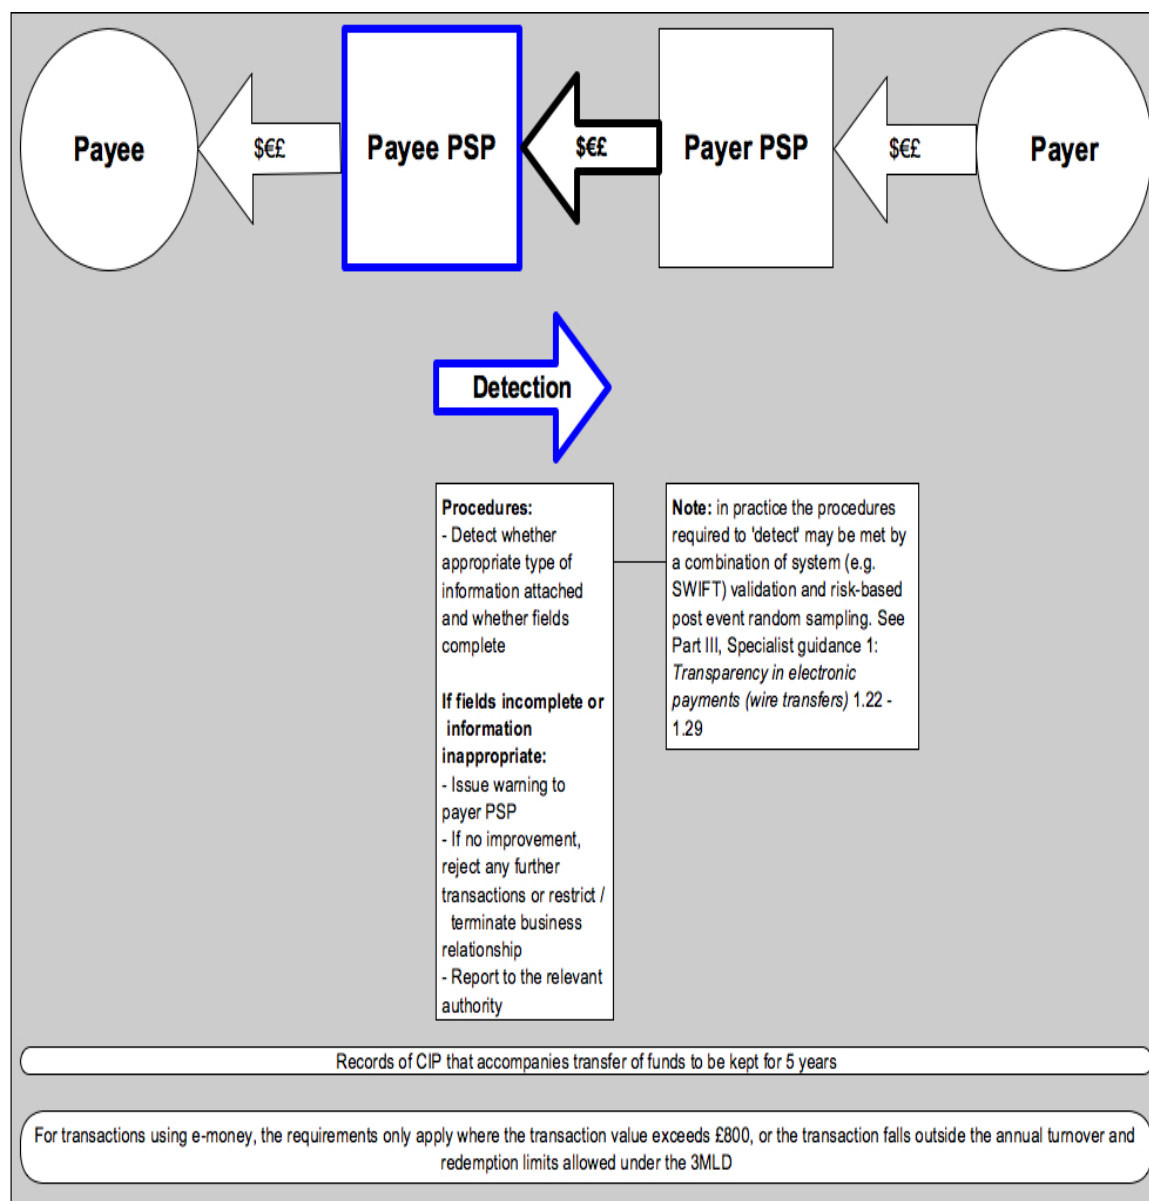 Payee
$€£
Payee PSP
$€£
Payer PSP
$€£
Payer
Detection
Procedures:
- Detect whether
appropriate type of
information attached
and whether fields
complete
If fields incomplete or
information
inappropriate:
- Issue warning to
payer PSP
- If no improvement,
reject any further
transactions or restrict /
terminate business
relationship
- Report to the relevant
authority
Note: in practice the procedures
required to 'detect' may be met by
a combination of system (e.g.
SWIFT) validation and risk-based
post event random sampling. See
Part III, Specialist guidance 1:
Transparency in electronic
payments (wire transfers) 1.22 -
1.29
Records of CIP that accompanies transfer of funds to be kept for 5 years
For transactions using e-money, the requirements only apply where the transaction value exceeds £800, or the transaction falls outside the annual turnover and
redemption limits allowed under the 3MLD